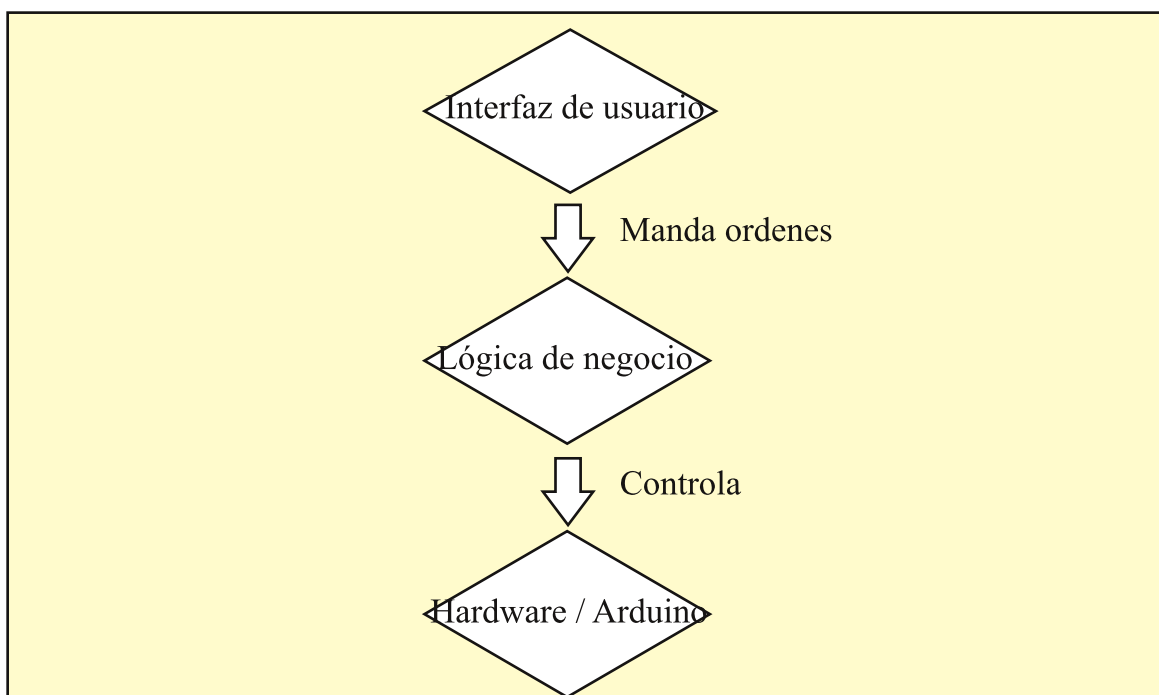 Interfaz de usuario
Manda ordenes
Lógica de negocio
Controla
Hardware / Arduino